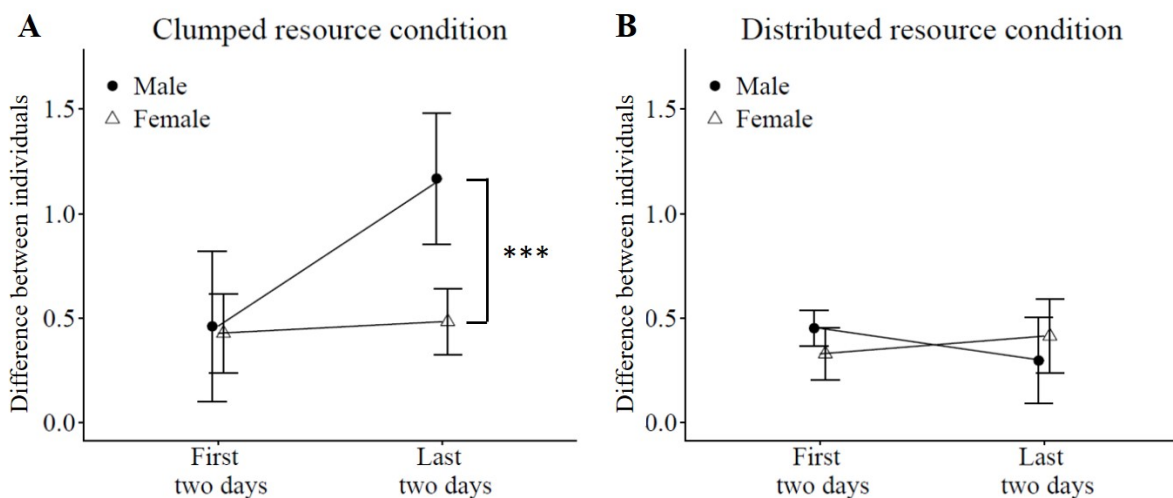 A
Clumped resource condition
Difference between individuals
1.5
1.0
0.5
0.0
Male
Female
***
First
two days
Last
two days
B
Distributed resource condition
Difference between individuals
1.5
1.0
0.5
0.0
Male
Female
First
two days
Last
two days